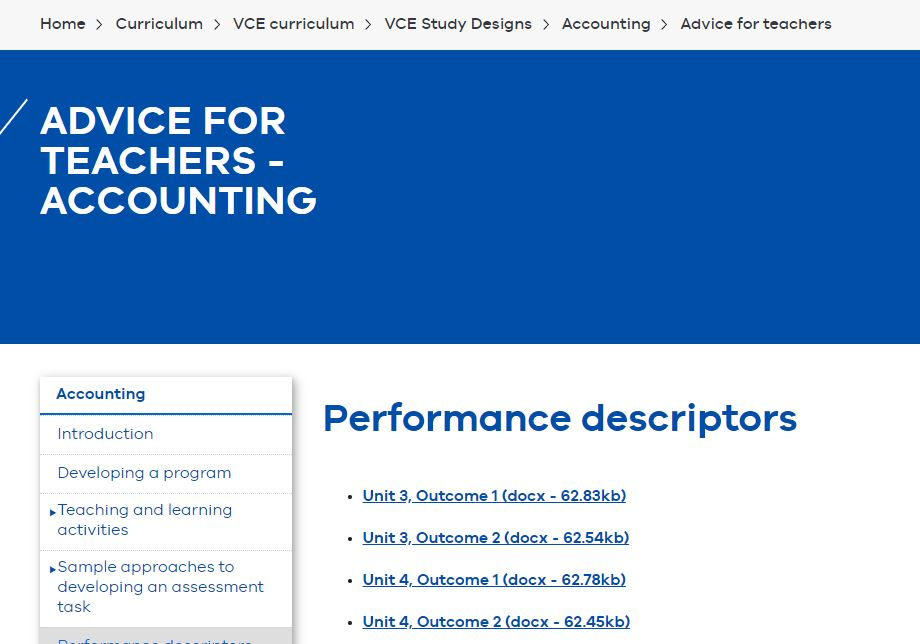 Home > Curriculum > VCE curriculum > VCE Study Designs > Accounting > Advice for teachers
ADVICE FOR
TEACHERS -
ACCOUNTING
Accounting
Introduction
Developing a program
Teaching and learning
activities
Sample approaches to
developing an assessment
task
Performance descriptors
Performance descriptors
Unit 3, Outcome 1 (docx - 62.83kb)
Unit 3, Outcome 2 (docx - 62.54kb)
Unit 4, Outcome 1 (docx - 62.78kb)
Unit 4, Outcome 2 (docx - 62.45kb)